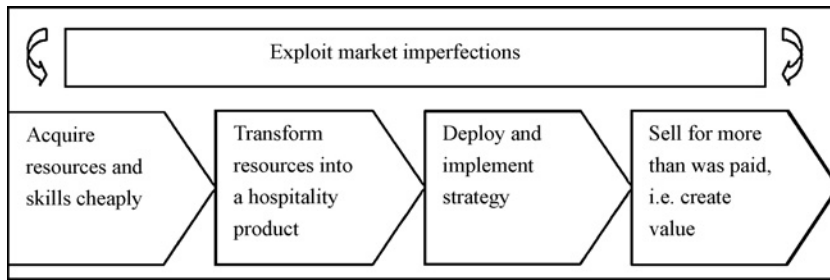 Exploit market imperfections
Acquire
resources and
skills cheaply
Transform
resources into
a hospitality
product
Deploy and
implement
strategy
Sell for more
than was paid,
i.e. create
value